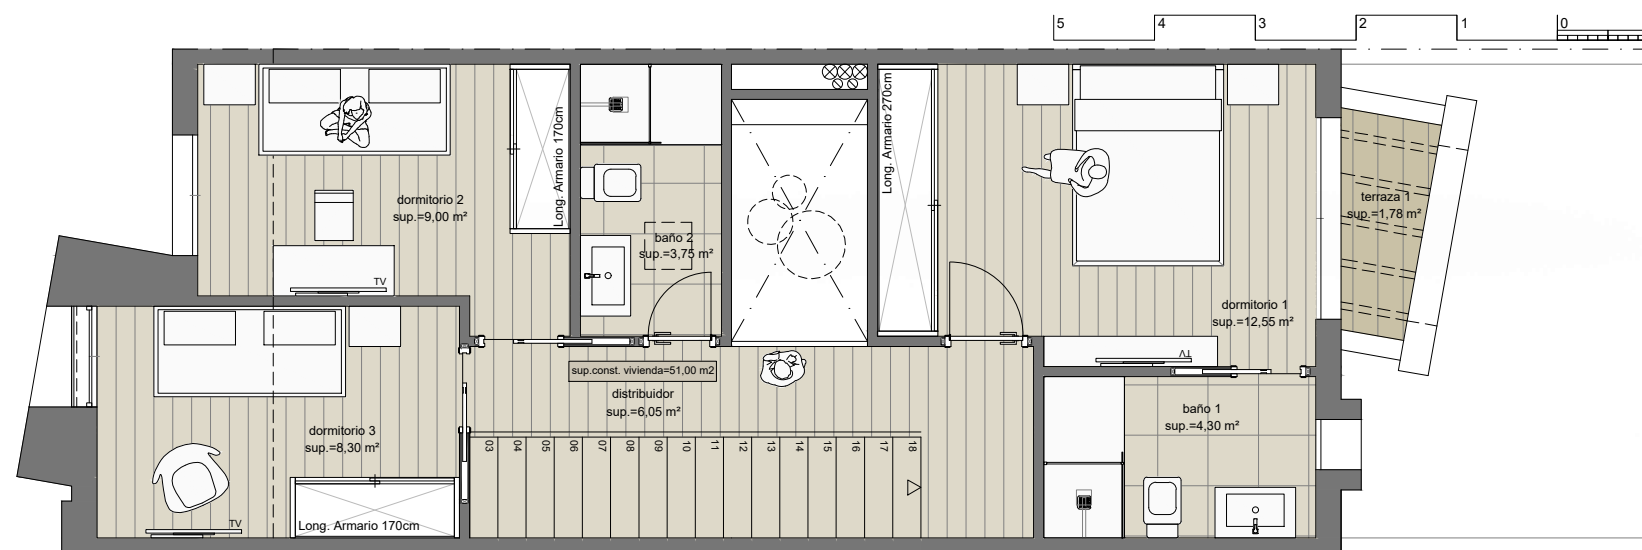 5 4 3 2 1 0
Long. Armario 170cm
Long. Armario 270cm
dormitorio 2
sup.=9,00 m²
terraza 1
sup.=1,78 m²
baño 2
sup.=3,75 m²
TV
dormitorio 1
sup.=12,55 m²
TV
sup.const. vivienda=51,00 m2
distribuidor
sup.=6,05 m²
baño 1
sup.=4,30 m²
dormitorio 3
sup.=8,30 m²
03 04 05 06 07 08 09 10 11 12 13 14 15 16 17 18
Long. Armario 170cm
TV